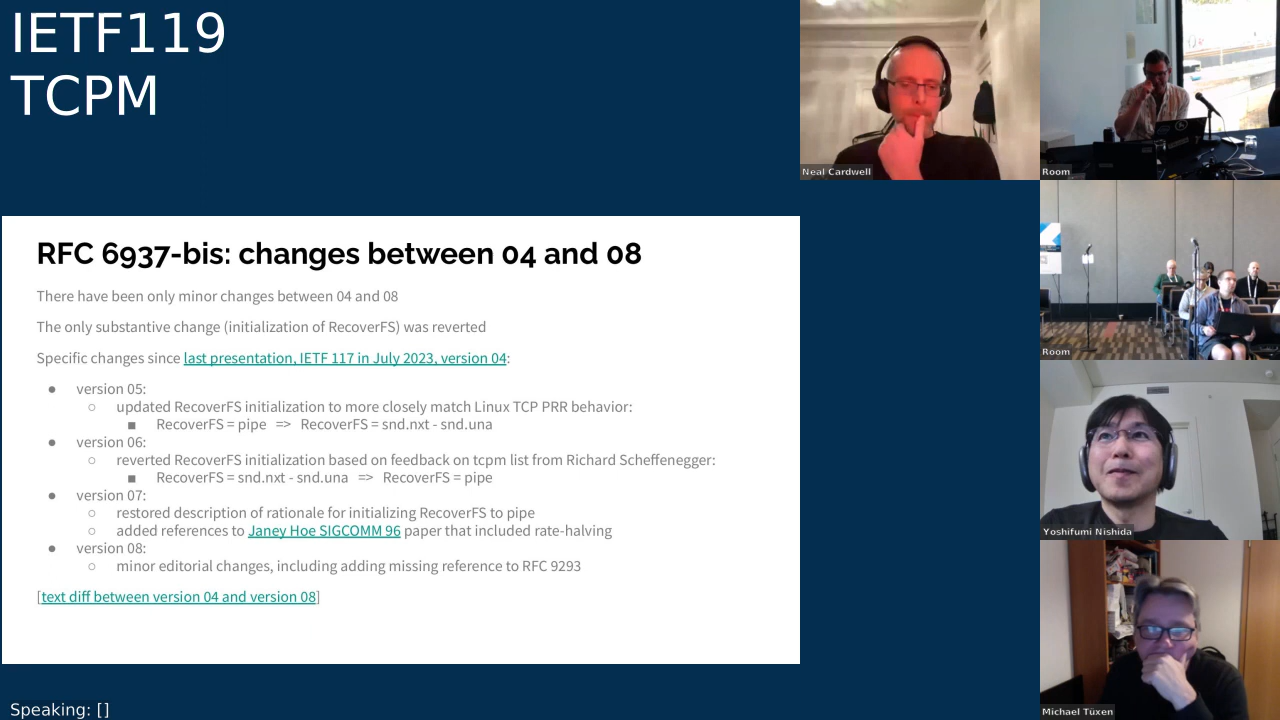 IETF119
TCPM
Neal Cardwell
Room
Room
Yoshifumi Nishida
Michael Tüxen
RFC 6937-bis: changes between 04 and 08
There have been only minor changes between 04 and 08
The only substantive change (initialization of RecoverFS) was reverted
Specific changes since last presentation, IETF 117 in July 2023, version 04:
● version 05:
○ updated RecoverFS initialization to more closely match Linux TCP PRR behavior:
■ RecoverFS = pipe => RecoverFS = snd.nxt - snd.una
● version 06:
○ reverted RecoverFS initialization based on feedback on tcpm list from Richard Scheffenegger:
■ RecoverFS = snd.nxt - snd.una => RecoverFS = pipe
● version 07:
○ restored description of rationale for initializing RecoverFS to pipe
○ added references to Janey Hoe SIGCOMM 96 paper that included rate-halving
● version 08:
○ minor editorial changes, including adding missing reference to RFC 9293
[text diff between version 04 and version 08]
Speaking: []